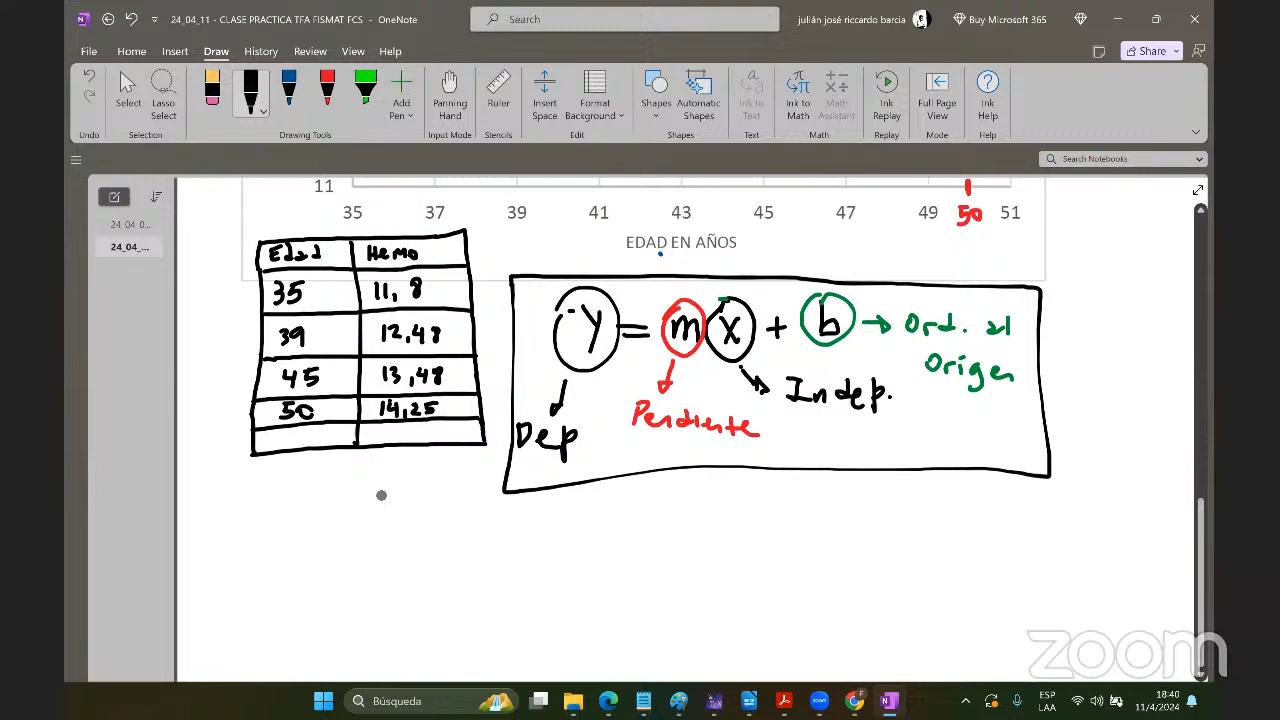 24_04_11 - CLASE PRACTICA TFA FISMAT FCS - OneNote
Search
julián josé riccardo barcia
Buy Microsoft 365
File Home Insert Draw History Review View Help
Share
Select
Lasso Select
Add Pen
Panning Hand
Ruler
Insert Space
Format Background
Shapes
Automatic Shapes
Ink to Text
Ink to Math
Math Assistant
Ink Replay
Full Page View
Ink Help
Undo
Selection
Drawing Tools
Input Mode
Stencils
Edit
Shapes
Text
Math
Replay
Mode
Help
Search Notebooks
24_04_0
24_04_...
11
35 37 39 41 43 45 47 49 50 51
EDAD EN AÑOS
Edad Hemo
35 11,8
39 12,48
45 13,48
50 14,25
y = m x + b → Ord. al
Origen
Indep.
Pendiente
Dep
zoom
Búsqueda
ESP
LAA
18:40
11/4/2024